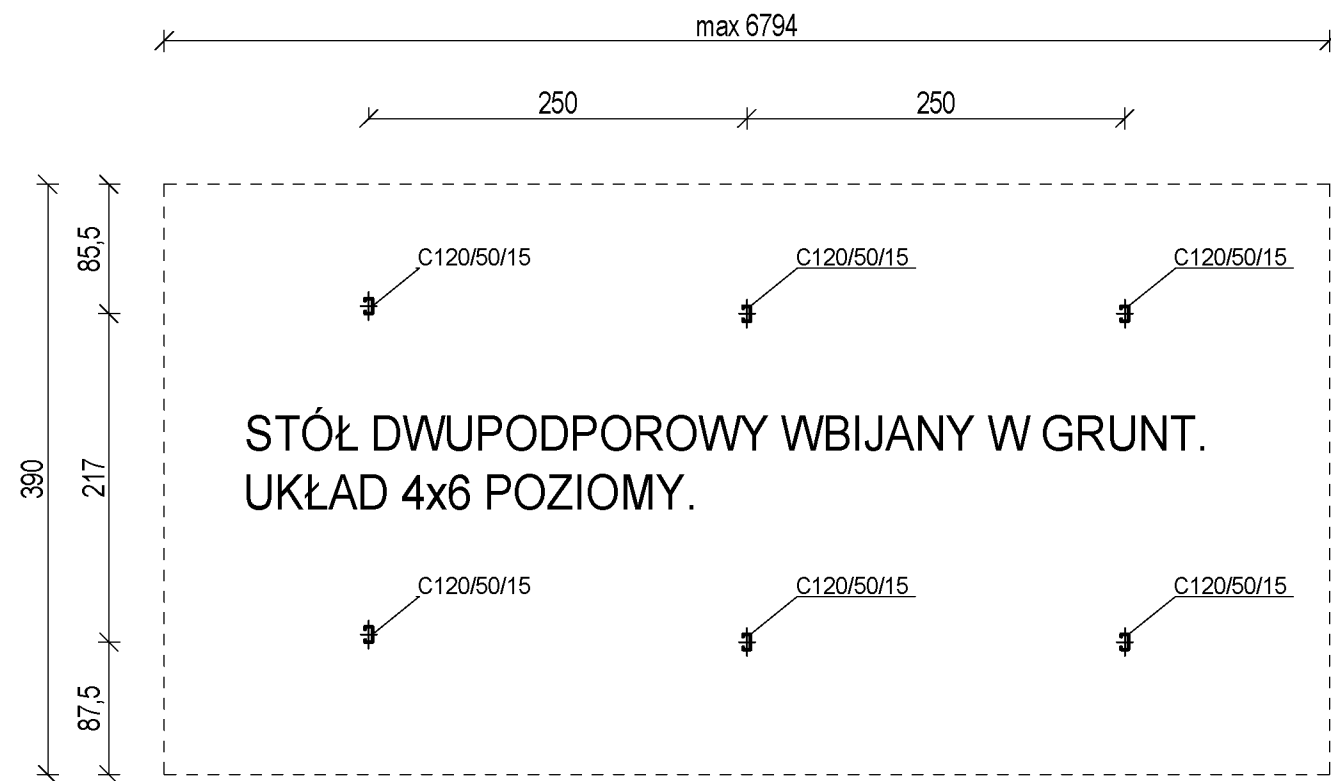 max 6794
250
250
85,5
C120/50/15
C120/50/15
C120/50/15
STÓŁ DWUPODPOROWY WBIJANY W GRUNT.
UKŁAD 4x6 POZIOMY.
390
217
C120/50/15
C120/50/15
C120/50/15
87,5